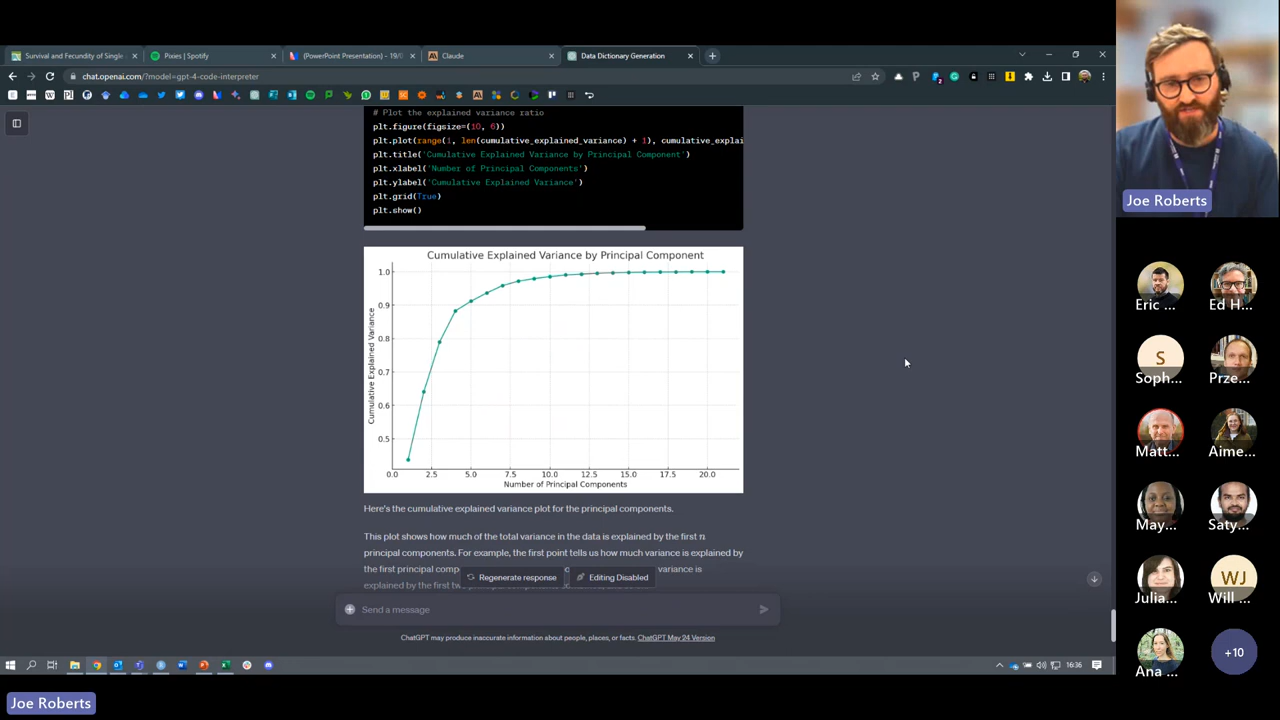 Survival and Fecundity of Single
Pixies | Spotify
(PowerPoint Presentation) – 19/0
Claude
Data Dictionary Generation
chat.openai.com/?model=gpt-4-code-interpreter
# Plot the explained variance ratio
plt.figure(figsize=(10, 6))
plt.plot(range(1, len(cumulative_explained_variance) + 1), cumulative_explai
plt.title('Cumulative Explained Variance by Principal Component')
plt.xlabel('Number of Principal Components')
plt.ylabel('Cumulative Explained Variance')
plt.grid(True)
plt.show()
Cumulative Explained Variance by Principal Component
Cumulative Explained Variance
1.0
0.9
0.8
0.7
0.6
0.5
0.0 2.5 5.0 7.5 10.0 12.5 15.0 17.5 20.0
Number of Principal Components
Here's the cumulative explained variance plot for the principal components.
This plot shows how much of the total variance in the data is explained by the first n
principal components. For example, the first point tells us how much variance is explained by
the first principal comp variance is
explained by the first
Regenerate response
Editing Disabled
Send a message
ChatGPT may produce inaccurate information about people, places, or facts. ChatGPT May 24 Version
16:36
Joe Roberts
Joe Roberts
Eric ...
Ed H...
S
Soph...
Prze...
Matt...
Aime...
May...
Saty...
Julia...
WJ
Will ...
Ana ...
+10